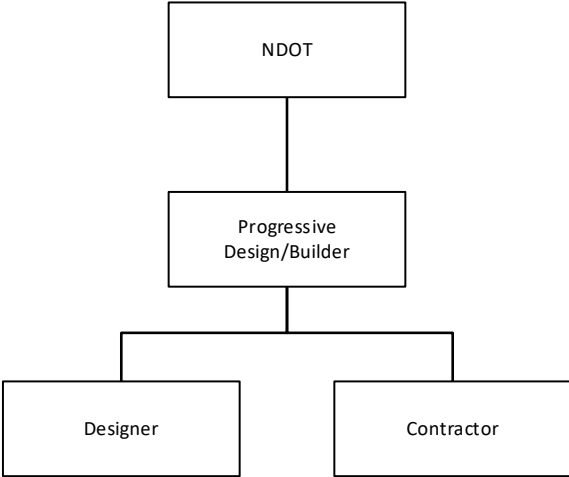 NDOT
Progressive
Design/Builder
Designer
Contractor